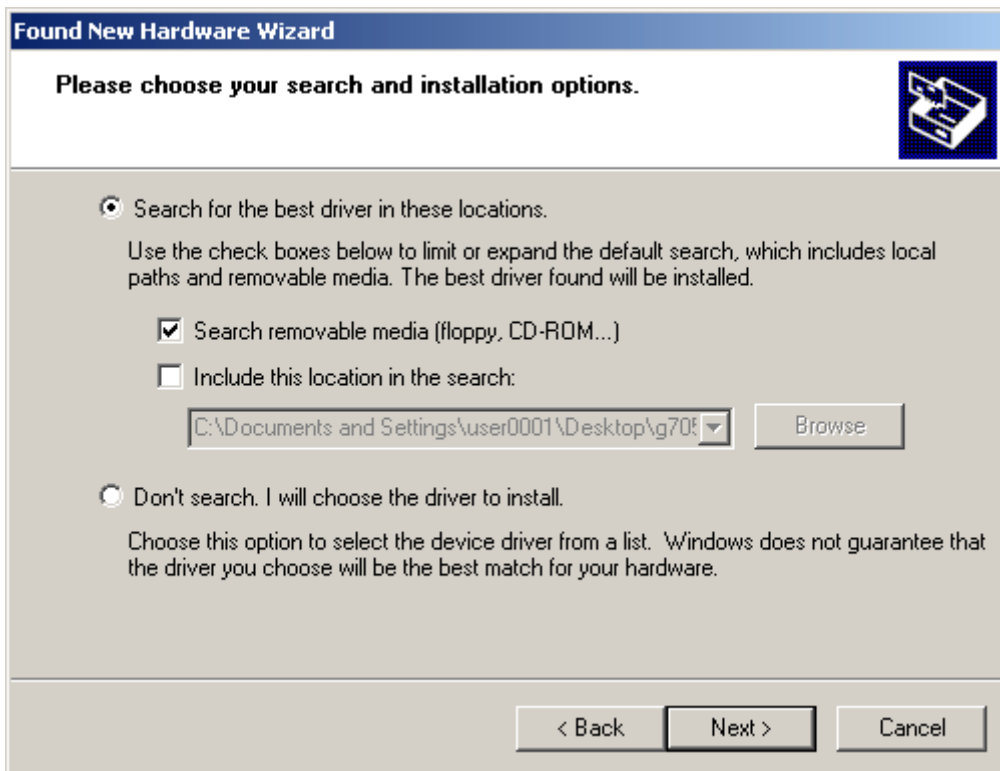 Found New Hardware Wizard
Please choose your search and installation options.
Search for the best driver in these locations.
Use the check boxes below to limit or expand the default search, which includes local
paths and removable media. The best driver found will be installed.
Search removable media (floppy, CD-ROM...)
Include this location in the search:
C:\Documents and Settings\user0001\Desktop\g705
Browse
Don't search. I will choose the driver to install.
Choose this option to select the device driver from a list.  Windows does not guarantee that
the driver you choose will be the best match for your hardware.
< Back
Next >
Cancel